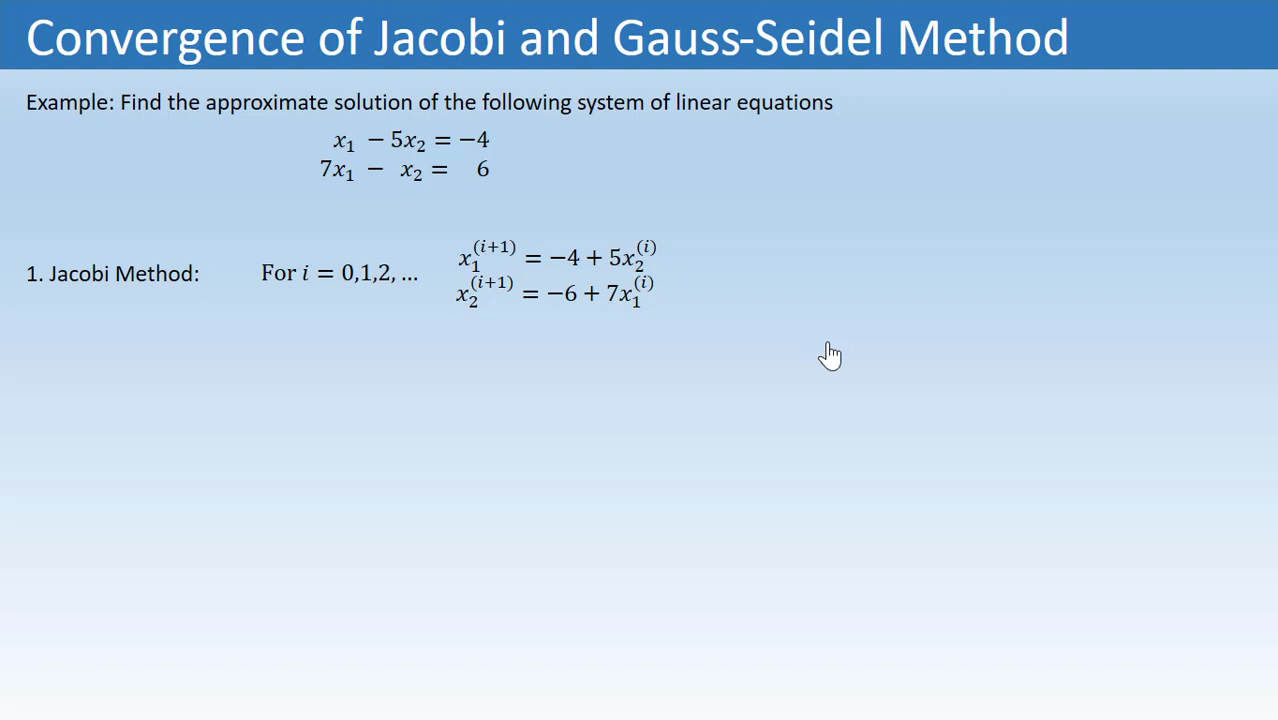 Convergence of Jacobi and Gauss-Seidel Method
Example: Find the approximate solution of the following system of linear equations
x₁ − 5x₂ = −4
7x₁ − x₂ = 6
1. Jacobi Method: For i = 0,1,2, … x₁⁽ⁱ⁺¹⁾ = −4 + 5x₂⁽ⁱ⁾
x₂⁽ⁱ⁺¹⁾ = −6 + 7x₁⁽ⁱ⁾